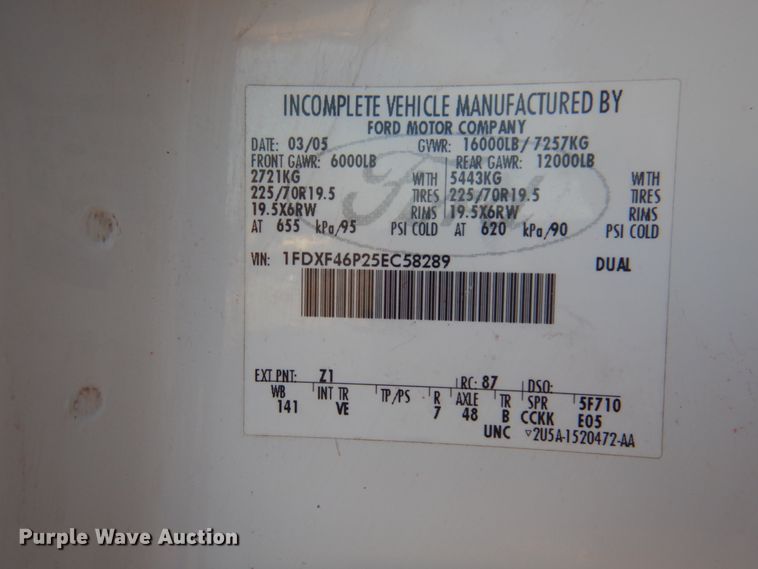 INCOMPLETE VEHICLE MANUFACTURED BY
FORD MOTOR COMPANY
DATE: 03/05 GVWR: 16000LB/ 7257KG
FRONT GAWR: 6000LB REAR GAWR: 12000LB
2721KG WITH 5443KG WITH
225/70R19.5 TIRES 225/70R19.5 TIRES
19.5X6RW RIMS 19.5X6RW RIMS
AT 655 kPa/95 PSI COLD AT 620 kPa/90 PSI COLD
VIN: 1FDXF46P25EC58289 DUAL
Ford
EXT PNT: Z1 RC: 87 DSO:
WB INT TR TP/PS R AXLE TR SPR 5F710
141 VE 7 48 B CCKK E05
UNC ▽2U5A-1520472-AA
Purple Wave Auction